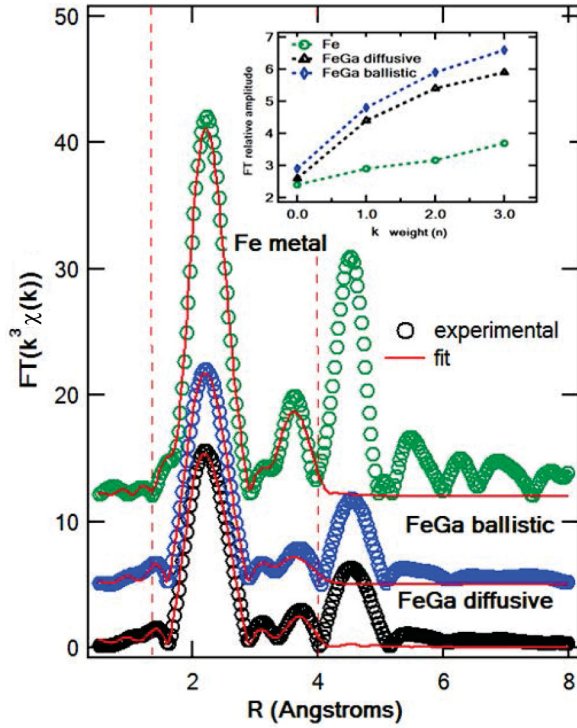 50
40
30
20
10
0
FT(k³ χ(k))
2
4
6
8
R (Angstroms)
Fe
FeGa diffusive
FeGa ballistic
7
6
5
4
3
2
FT relative amplitude
0.0
1.0
2.0
3.0
k weight (n)
Fe metal
experimental
fit
FeGa ballistic
FeGa diffusive